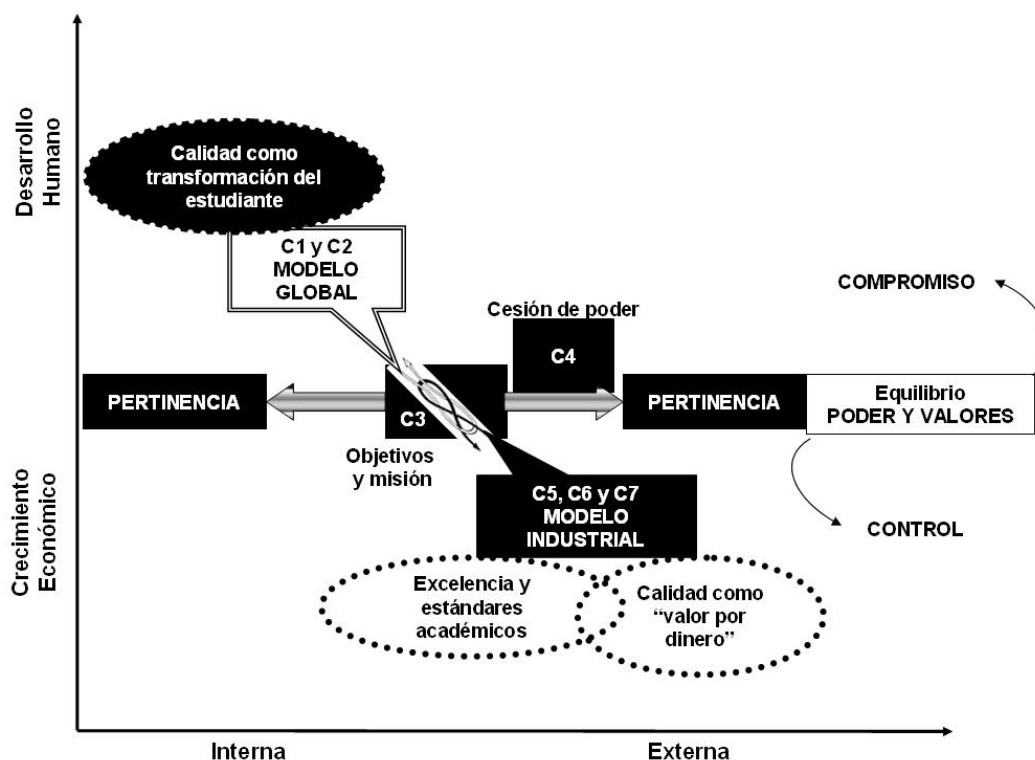 Desarrollo
Humano
Calidad como
transformación del
estudiante
C1 y C2
MODELO
GLOBAL
Cesión de poder
C4
COMPROMISO
PERTINENCIA
C3
PERTINENCIA
Equilibrio
PODER Y VALORES
Objetivos
y misión
Crecimiento
Económico
C5, C6 y C7
MODELO
INDUSTRIAL
CONTROL
Excelencia y
estándares
académicos
Calidad como
“valor por
dinero”
Interna
Externa